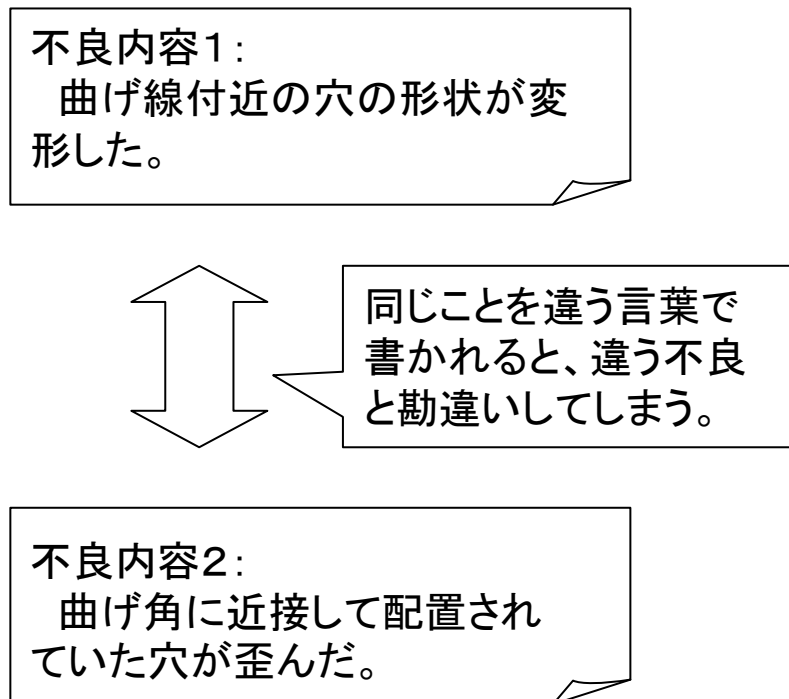 不良内容１：
曲げ線付近の穴の形状が変
形した。
同じことを違う言葉で
書かれると、違う不良
と勘違いしてしまう。
不良内容２：
曲げ角に近接して配置され
ていた穴が歪んだ。